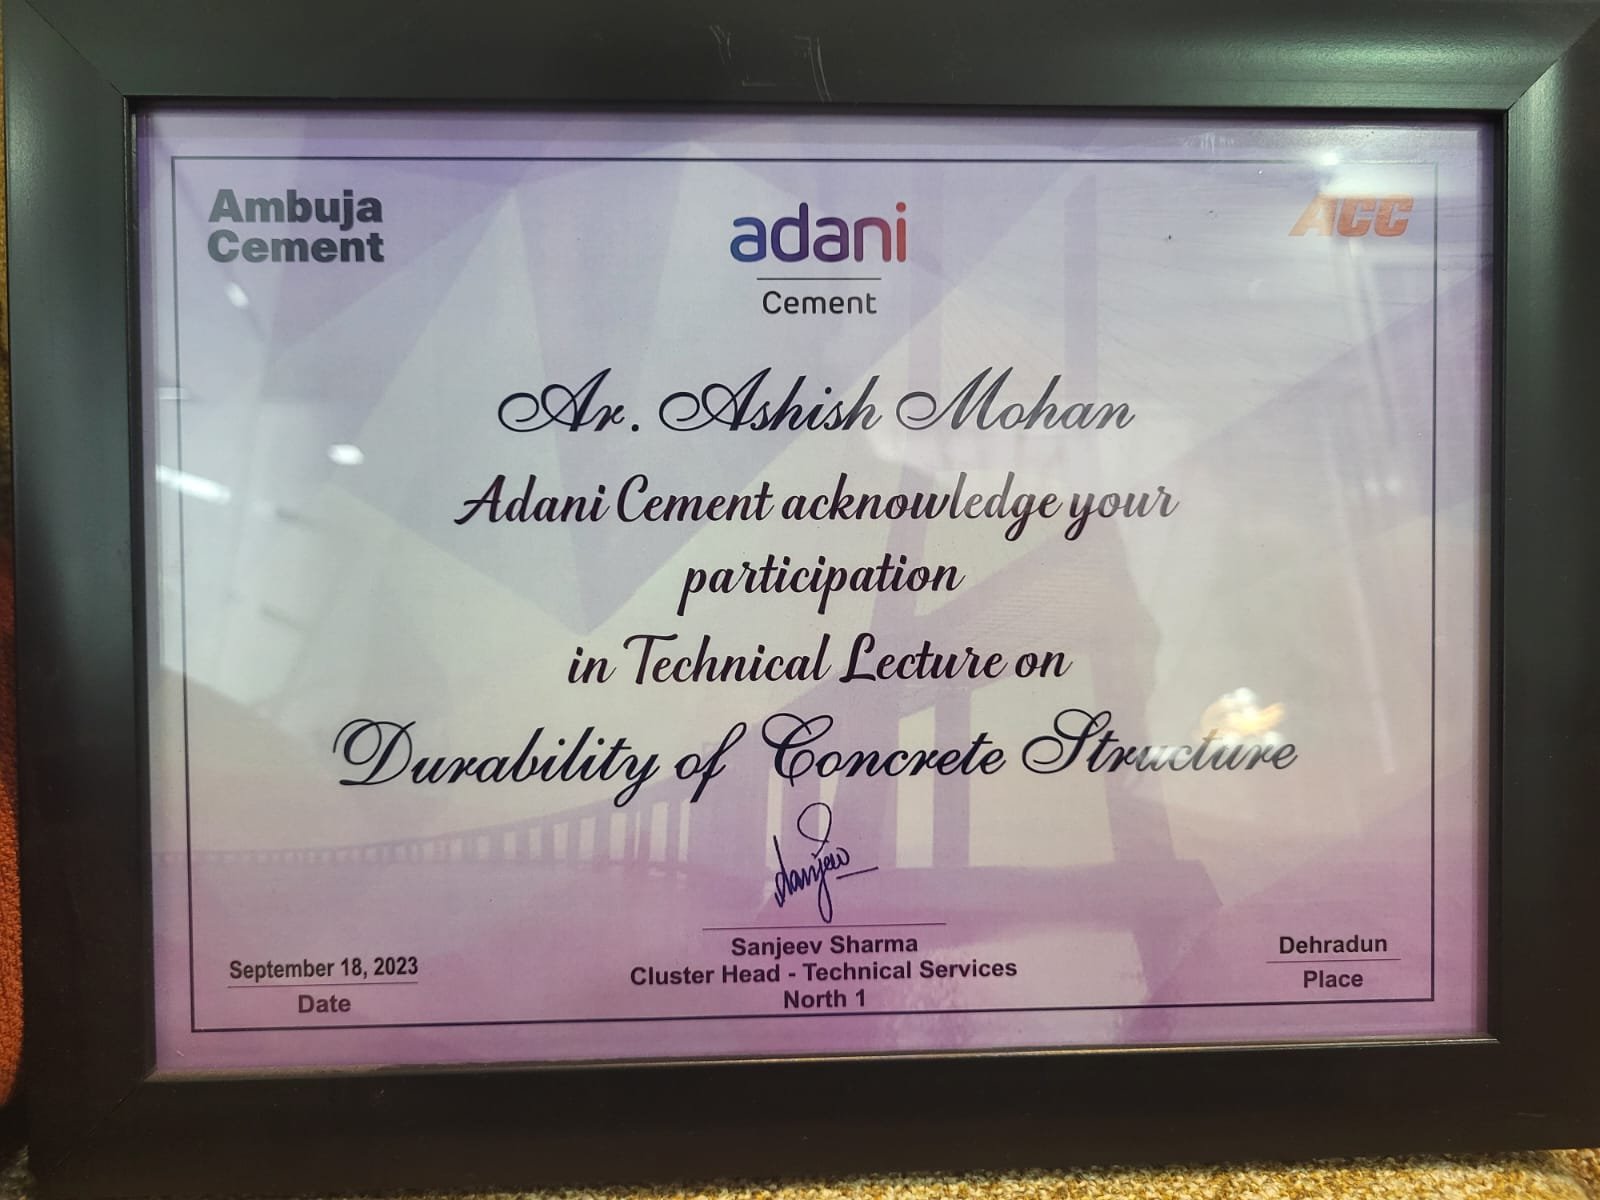 Ambuja
Cement
adani
Cement
ACC
Ar. Ashish Mohan
Adani Cement acknowledge your
participation
in Technical Lecture on
Durability of Concrete Structure
Sanjeev
Sanjeev Sharma
Cluster Head - Technical Services
North 1
September 18, 2023
Date
Dehradun
Place